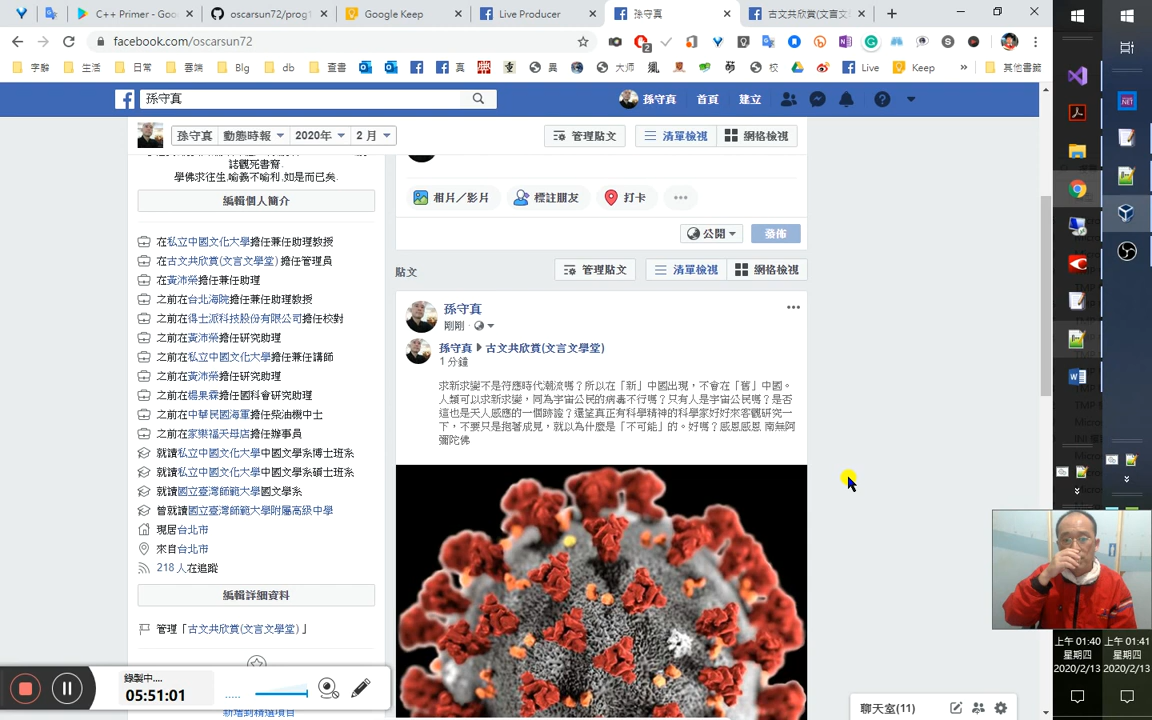 C++ Primer - Goo
oscarsun72/prog1
Google Keep
Live Producer
孫守真
古文共欣賞(文言文
facebook.com/oscarsun72
字辭
生活
日常
雲端
Blg
db
查書
真
異
大师
校
Live
Keep
»
其他書籤
孫守真
孫守真
首頁
建立
孫守真
動態時報
2020年
2 月
管理貼文
清單檢視
網格檢視
誌觀死書齋.
學佛求往生,喻義不喻利,如是而已矣.
編輯個人簡介
在私立中國文化大學擔任兼任助理教授
在古文共欣賞(文言文學堂) 擔任管理員
在黃沛榮擔任兼任助理
之前在台北海院擔任兼任助理教授
之前在得士派科技股份有限公司擔任校對
之前在黃沛榮擔任研究助理
之前在私立中國文化大學擔任兼任講師
之前在黃沛榮擔任研究助理
之前在楊果霖擔任國科會研究助理
之前在中華民國海軍擔任柴油機中士
之前在家樂福天母店擔任辦事員
就讀私立中國文化大學中國文學系博士班系
就讀私立中國文化大學中國文學系碩士班系
就讀國立臺灣師範大學國文學系
曾就讀國立臺灣師範大學附屬高級中學
現居台北市
來自台北市
218 人在追蹤
編輯詳細資料
管理「古文共欣賞(文言文學堂) 」
新增到精選項目
相片／影片
標註朋友
打卡
公開
發佈
貼文
管理貼文
清單檢視
網格檢視
孫守真
剛剛
孫守真
古文共欣賞(文言文學堂)
1 分鐘
求新求變不是符應時代潮流嗎？所以在「新」中國出現，不會在「舊」中國。
人類可以求新求變，同為宇宙公民的病毒不行嗎？只有人是宇宙公民嗎？是否
這也是天人感應的一個跡證？還望真正有科學精神的科學家好好來客觀研究一
下，不要只是抱著成見，就以為什麼是「不可能」的。好嗎？感恩感恩 南無阿
彌陀佛
錄製中....
05:51:01
聊天室(11)
上午 01:40
星期四
2020/2/13
上午 01:41
星期四
2020/2/13